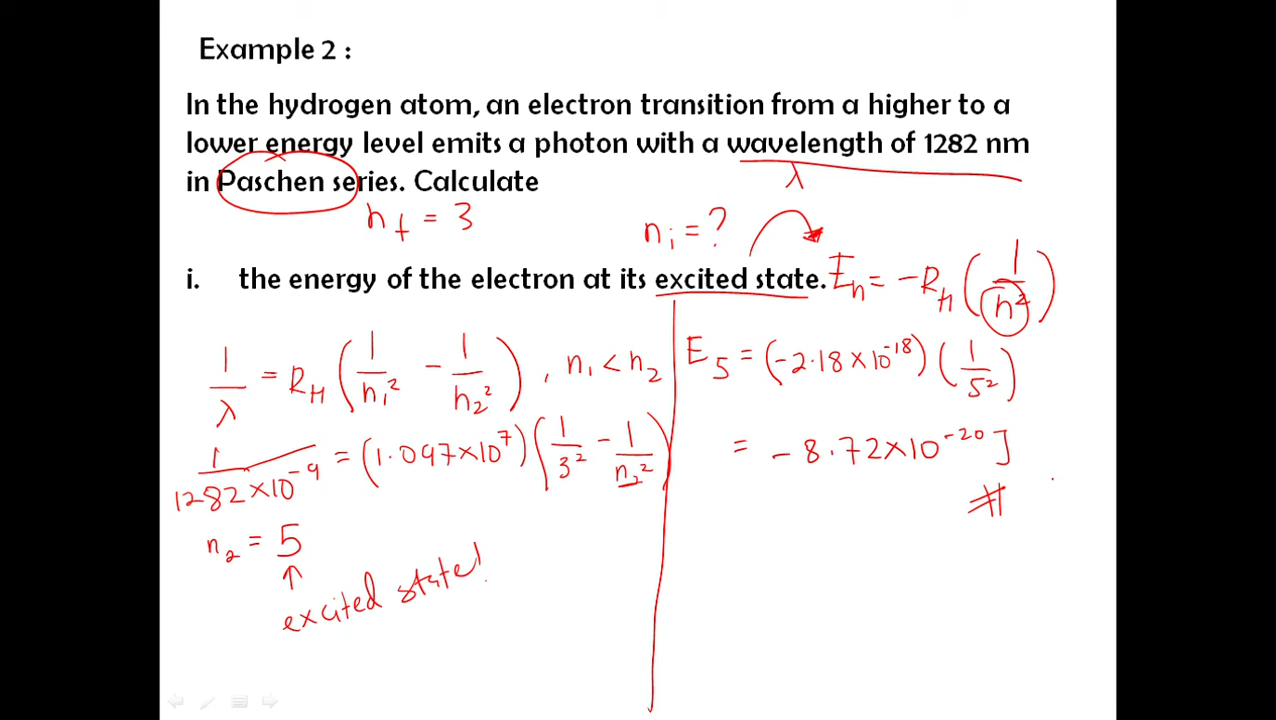 Example 2 :
In the hydrogen atom, an electron transition from a higher to a
lower energy level emits a photon with a wavelength of 1282 nm
in Paschen series. Calculate
λ
n_f = 3
n_i = ?
i. the energy of the electron at its excited state.
E_n = -R_H (1/n²)
1/λ = R_H (1/n₁² - 1/n₂²) , n₁ < n₂
1/1282×10⁻⁹ = (1.097×10⁷) (1/3² - 1/n₂²)
n₂ = 5
↑
excited state!
E₅ = (-2.18×10⁻¹⁸) (1/5²)
= -8.72×10⁻²⁰ J
#